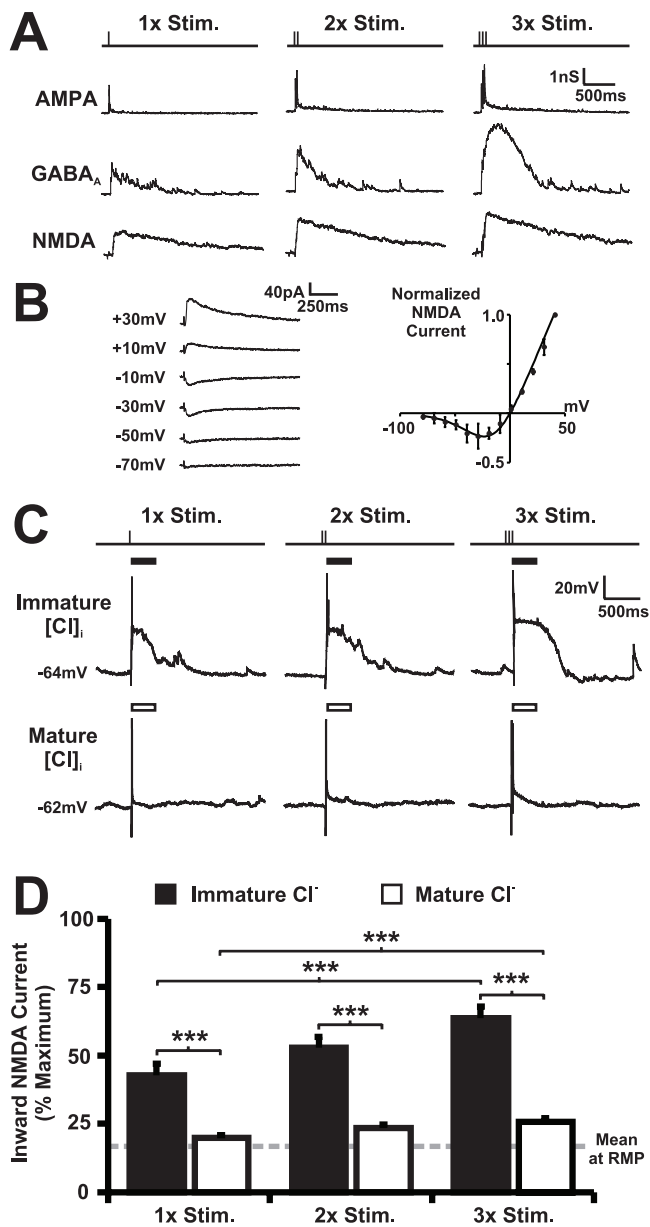 A
1x Stim.
2x Stim.
3x Stim.
1nS
500ms
AMPA
GABAA
NMDA
B
40pA
250ms
+30mV
+10mV
-10mV
-30mV
-50mV
-70mV
Normalized
NMDA
Current
1.0
mV
-100
50
-0.5
C
1x Stim.
2x Stim.
3x Stim.
20mV
500ms
Immature
[Cl]i
-64mV
Mature
[Cl]i
-62mV
D
Immature Cl-
Mature Cl-
Inward NMDA Current
(% Maximum)
100
75
50
25
0
***
***
***
***
***
Mean
at RMP
1x Stim.
2x Stim.
3x Stim.